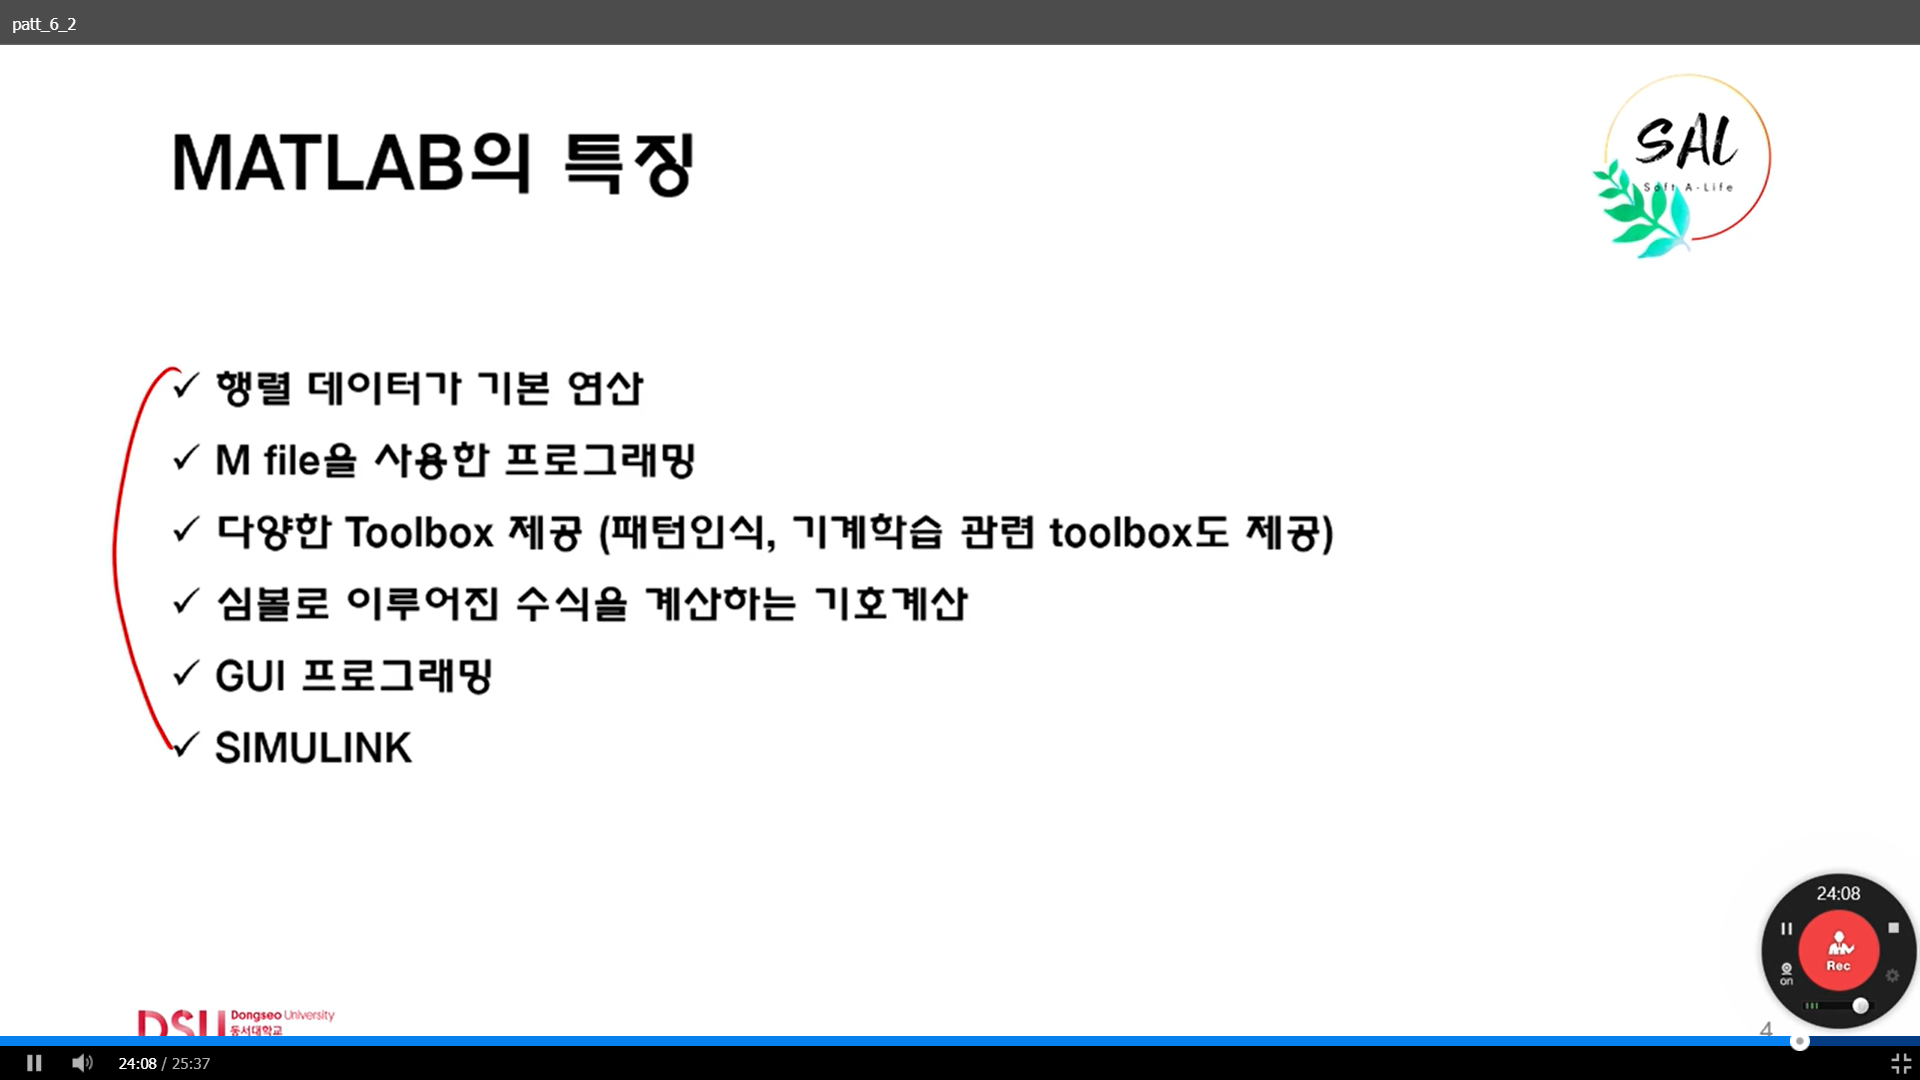 patt_6_2
MATLAB의 특징
SAL
Soft A-Life
✓ 행렬 데이터가 기본 연산
✓ M file을 사용한 프로그래밍
✓ 다양한 Toolbox 제공 (패턴인식, 기계학습 관련 toolbox도 제공)
✓ 심볼로 이루어진 수식을 계산하는 기호계산
✓ GUI 프로그래밍
✓ SIMULINK
24:08
Rec
on
DSU Dongseo University
동서대학교
4
24:08 / 25:37